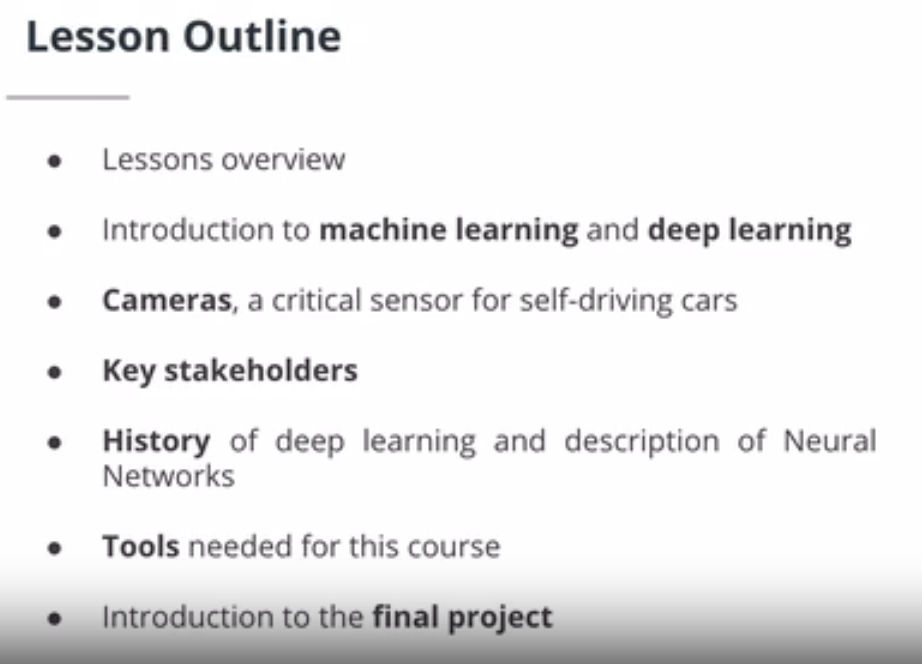 Lesson Outline
● Lessons overview
● Introduction to machine learning and deep learning
● Cameras, a critical sensor for self-driving cars
● Key stakeholders
● History of deep learning and description of Neural
Networks
● Tools needed for this course
● Introduction to the final project